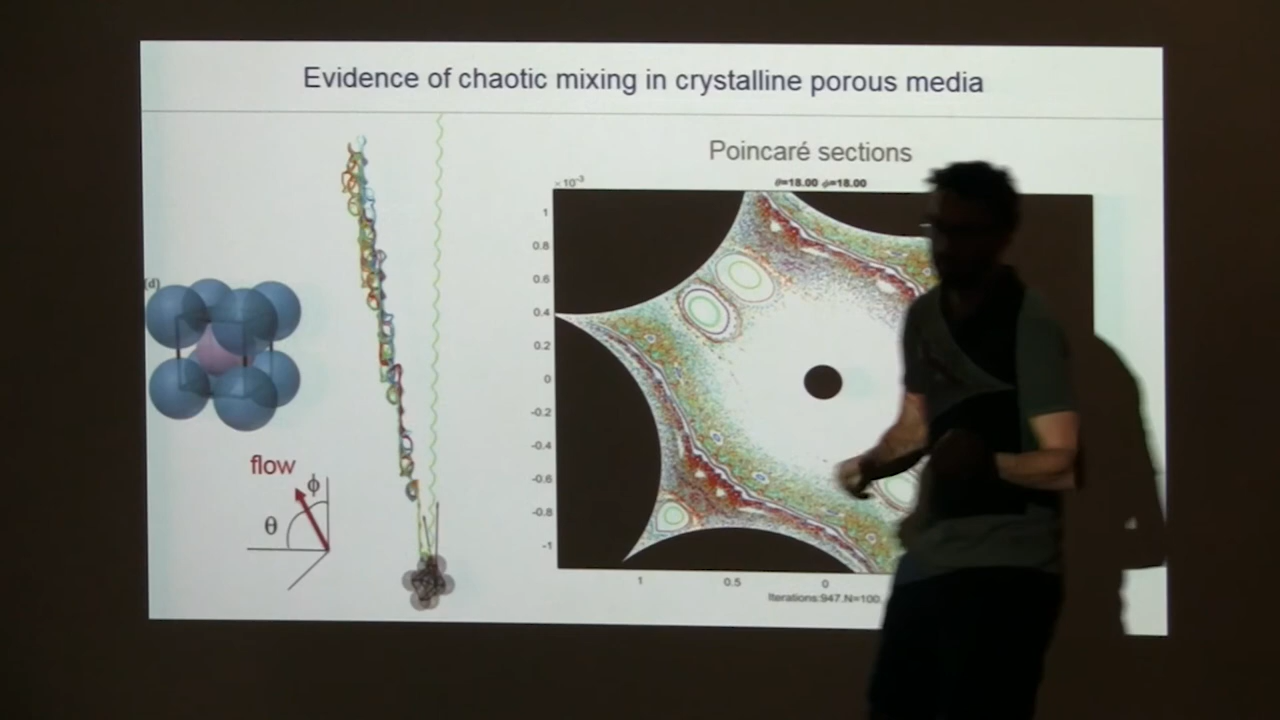 Evidence of chaotic mixing in crystalline porous media
Poincaré sections
×10⁻³
θ=18.00 ϕ=18.00
1
0.8
0.6
0.4
0.2
0
-0.2
-0.4
-0.6
-0.8
-1
1
0.5
0
Iterations:947,N=100,
(d)
flow
ϕ
θ